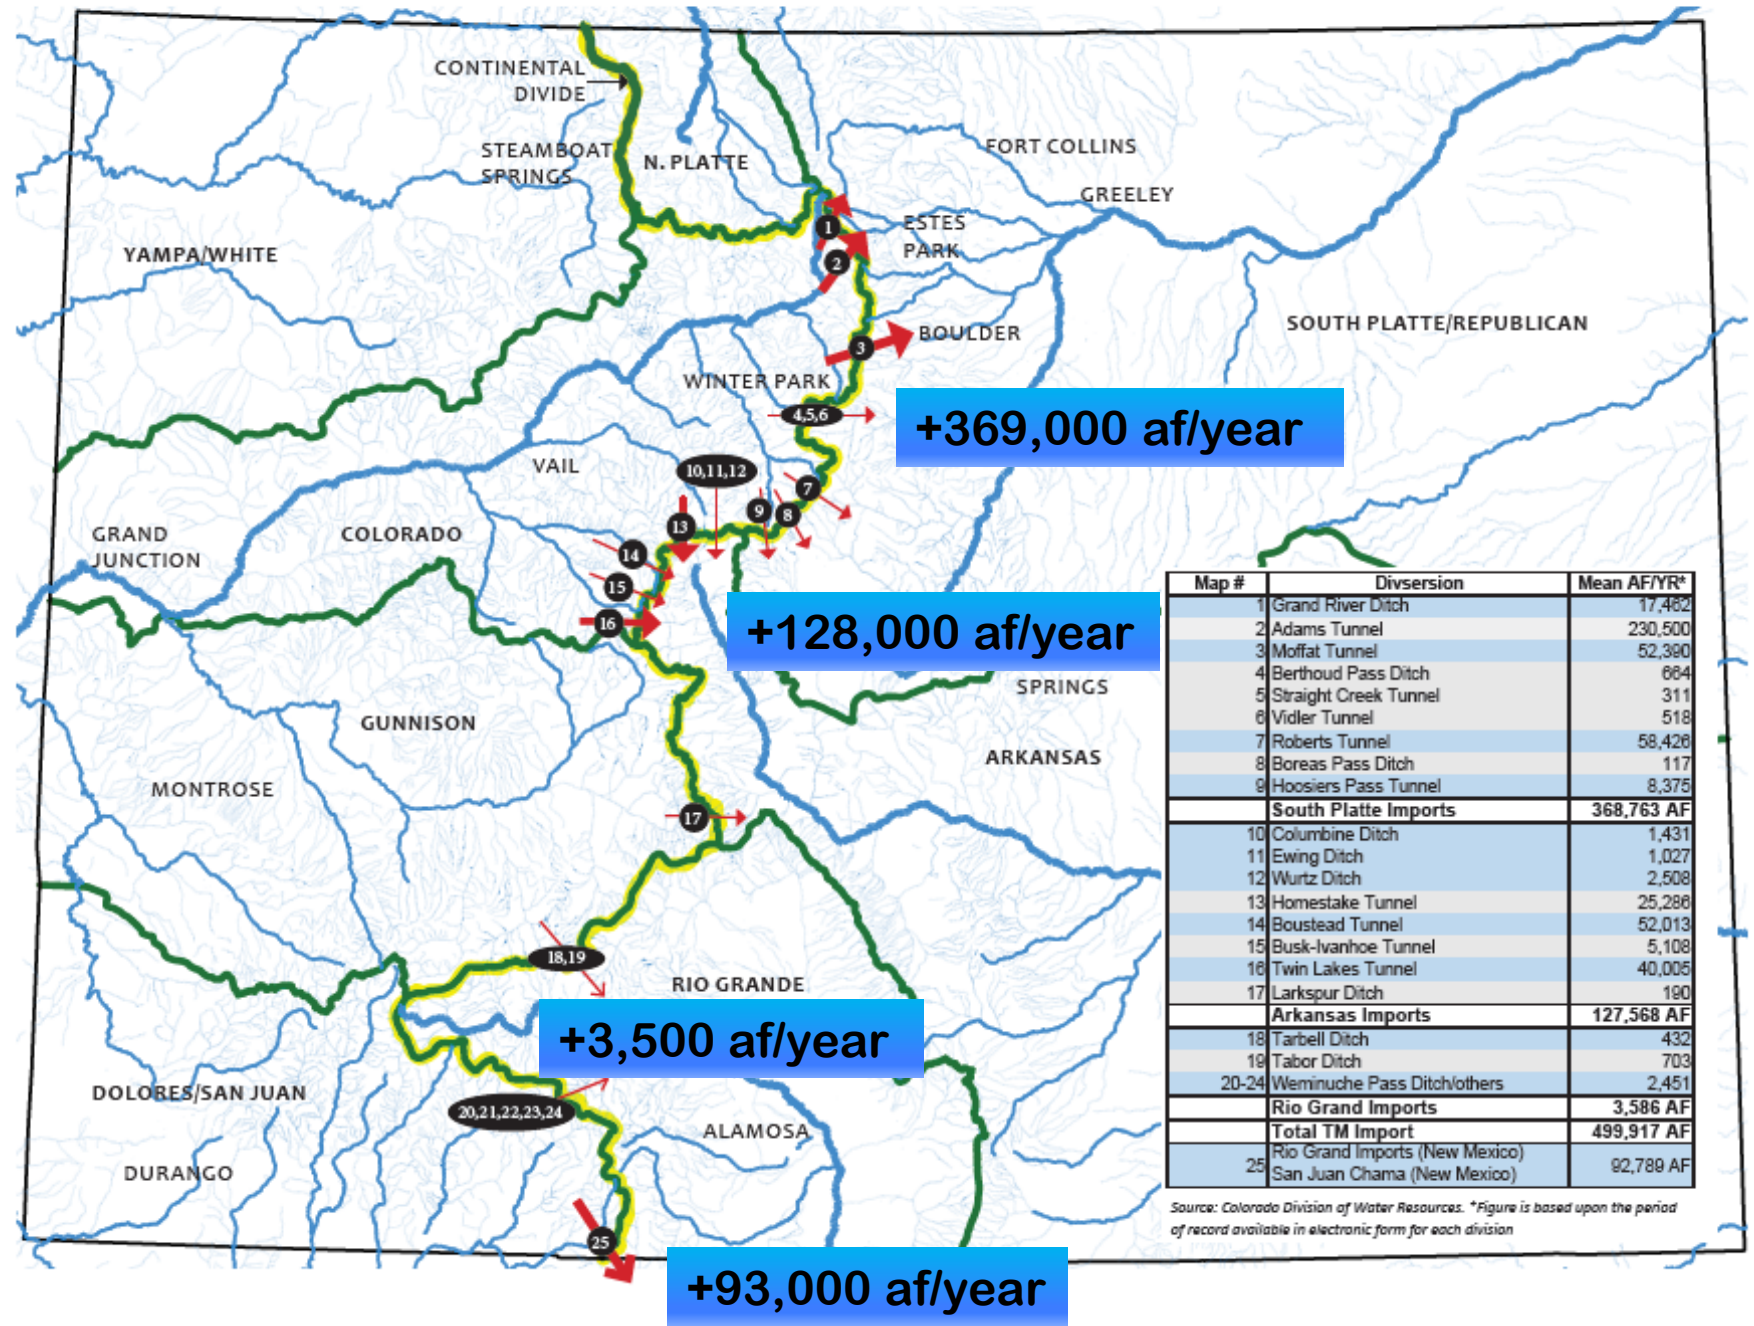 CONTINENTAL
DIVIDE
STEAMBOAT
SPRINGS
N. PLATTE
FORT COLLINS
GREELEY
ESTES
PARK
YAMPA/WHITE
1
2
SOUTH PLATTE/REPUBLICAN
BOULDER
3
WINTER PARK
4,5,6
+369,000 af/year
VAIL
10,11,12
7
9
8
13
GRAND
JUNCTION
COLORADO
14
15
16
+128,000 af/year
SPRINGS
GUNNISON
ARKANSAS
MONTROSE
17
18,19
RIO GRANDE
+3,500 af/year
DOLORES/SAN JUAN
20,21,22,23,24
ALAMOSA
DURANGO
25
+93,000 af/year
Map # Divsersion Mean AF/YR*
1 Grand River Ditch 17,462
2 Adams Tunnel 230,500
3 Moffat Tunnel 52,390
4 Berthoud Pass Ditch 664
5 Straight Creek Tunnel 311
6 Vidler Tunnel 518
7 Roberts Tunnel 58,426
8 Boreas Pass Ditch 117
9 Hoosiers Pass Tunnel 8,375
South Platte Imports 368,763 AF
10 Columbine Ditch 1,431
11 Ewing Ditch 1,027
12 Wurtz Ditch 2,508
13 Homestake Tunnel 25,286
14 Boustead Tunnel 52,013
15 Busk-Ivanhoe Tunnel 5,108
16 Twin Lakes Tunnel 40,005
17 Larkspur Ditch 190
Arkansas Imports 127,568 AF
18 Tarbell Ditch 432
19 Tabor Ditch 703
20-24 Weminuche Pass Ditch/others 2,451
Rio Grand Imports 3,586 AF
Total TM Import 499,917 AF
Rio Grand Imports (New Mexico)
25 San Juan Chama (New Mexico) 92,789 AF
Source: Colorado Division of Water Resources. *Figure is based upon the period
of record available in electronic form for each division